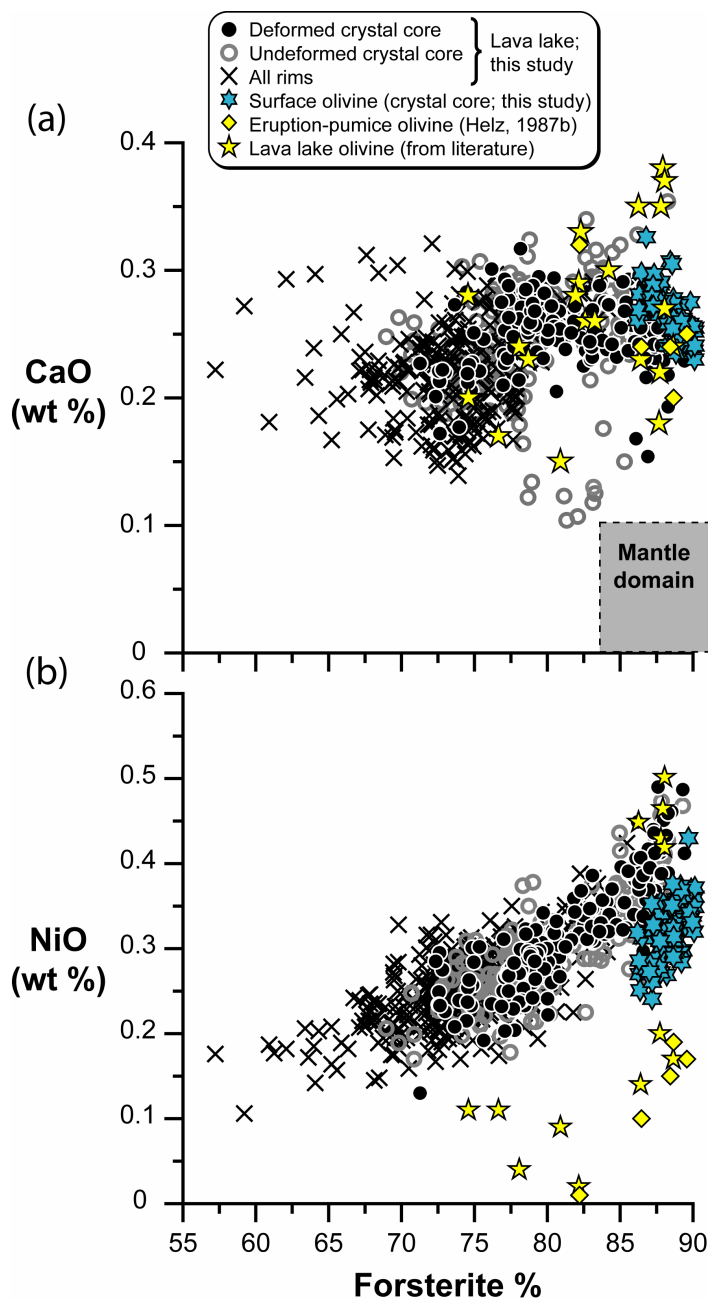 Deformed crystal core
Undeformed crystal core
All rims
Lava lake;
this study
Surface olivine (crystal core; this study)
Eruption-pumice olivine (Helz, 1987b)
Lava lake olivine (from literature)
(a)
0.4
0.3
CaO
(wt %)
0.2
0.1
Mantle
domain
0
(b)
0.6
0.5
0.4
NiO
(wt %)
0.3
0.2
0.1
0
55 60 65 70 75 80 85 90
Forsterite %